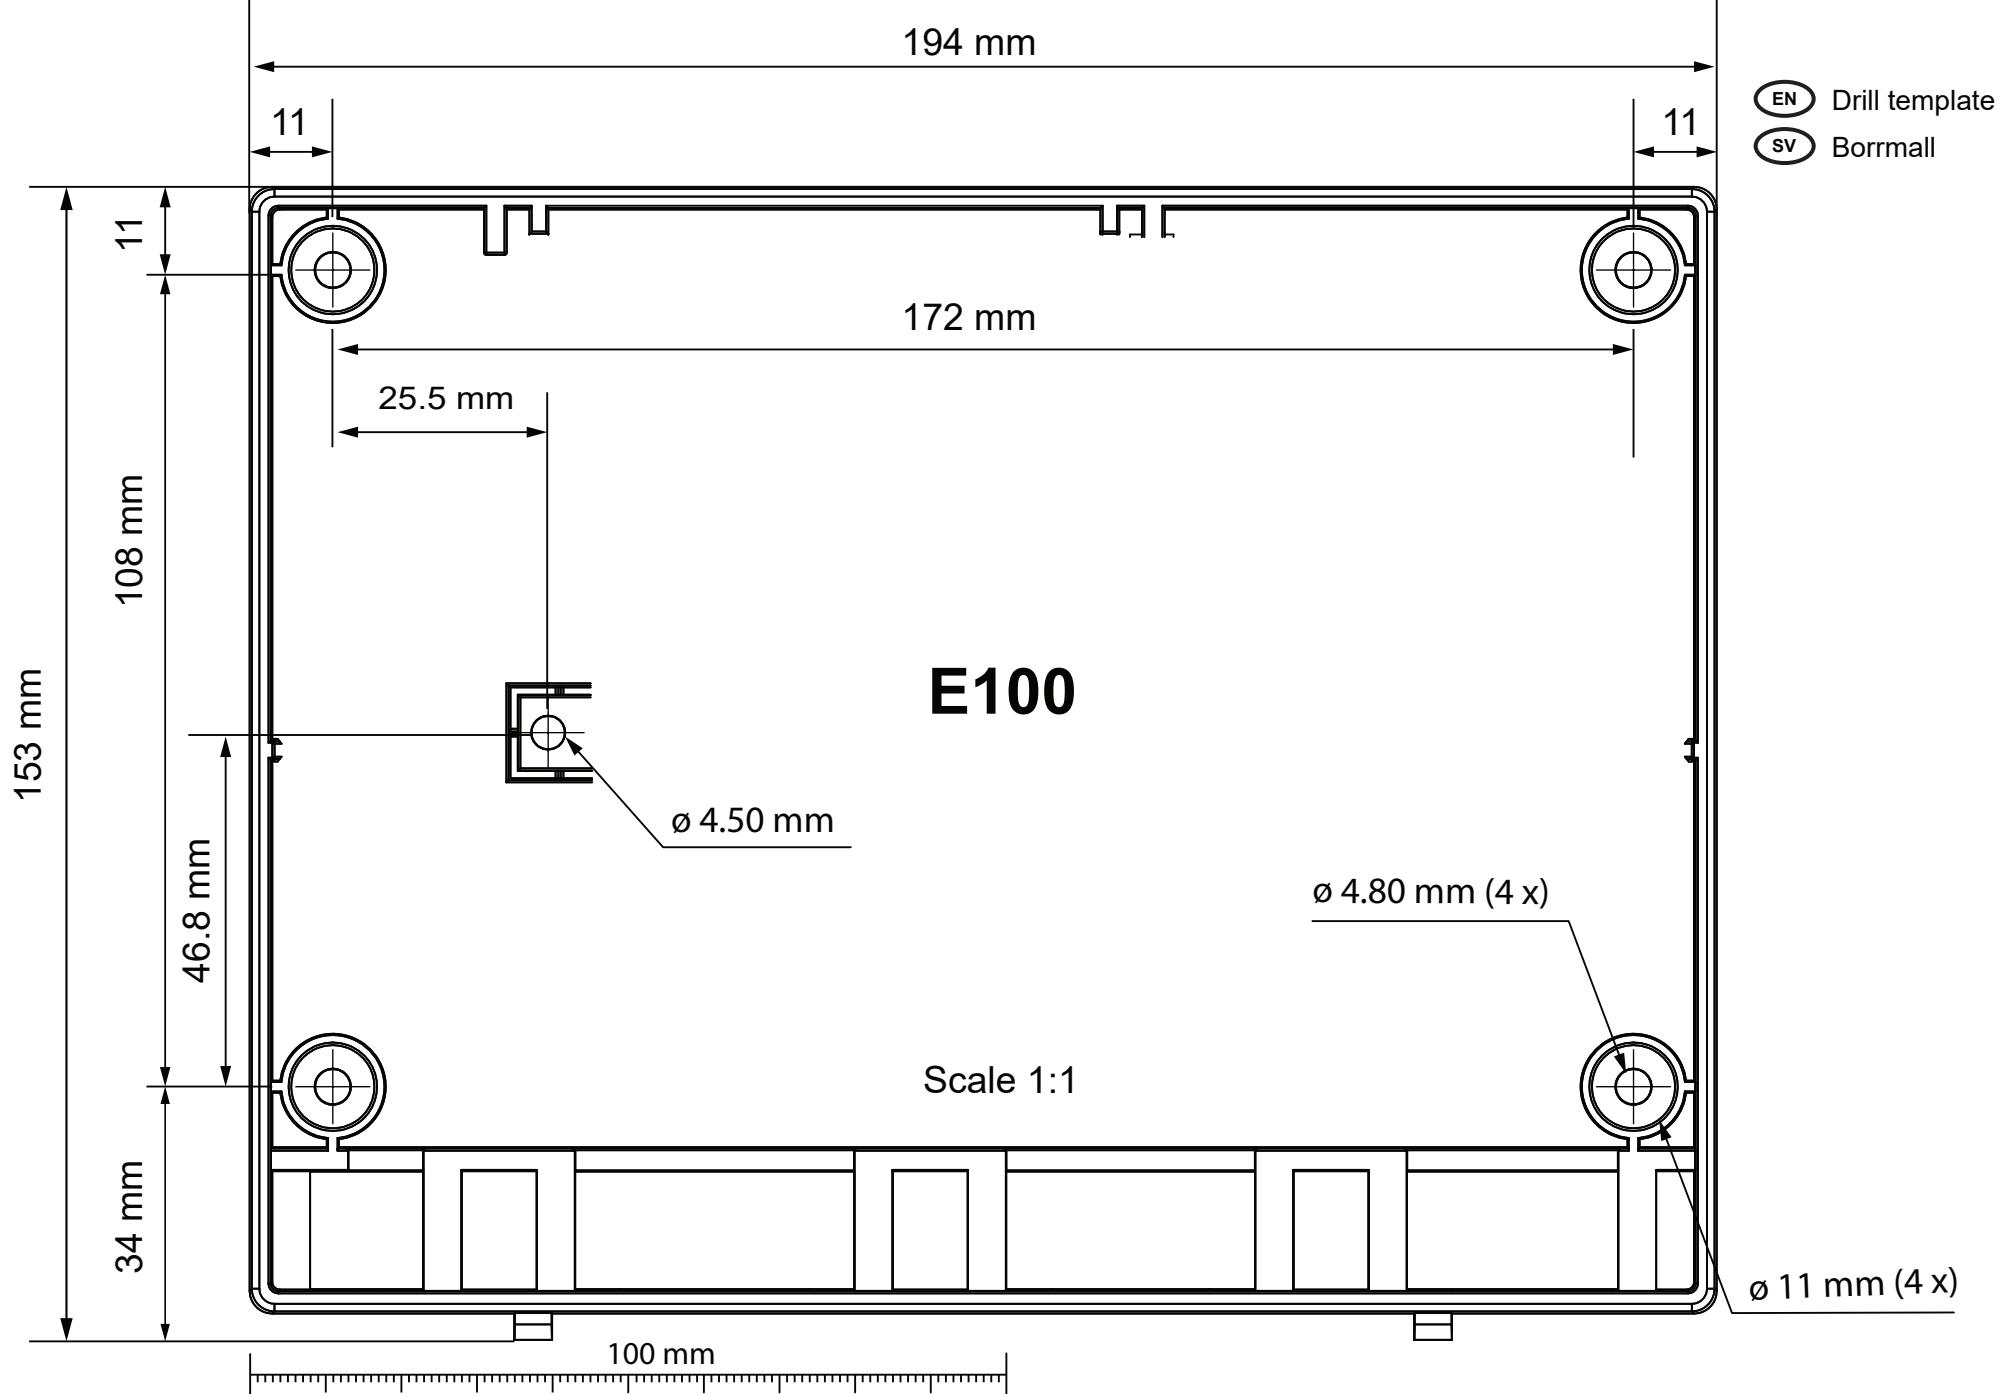 194 mm
EN Drill template
SV Borrmall
11
11
11
172 mm
25.5 mm
108 mm
153 mm
E100
ø 4.50 mm
46.8 mm
ø 4.80 mm (4 x)
Scale 1:1
34 mm
ø 11 mm (4 x)
100 mm